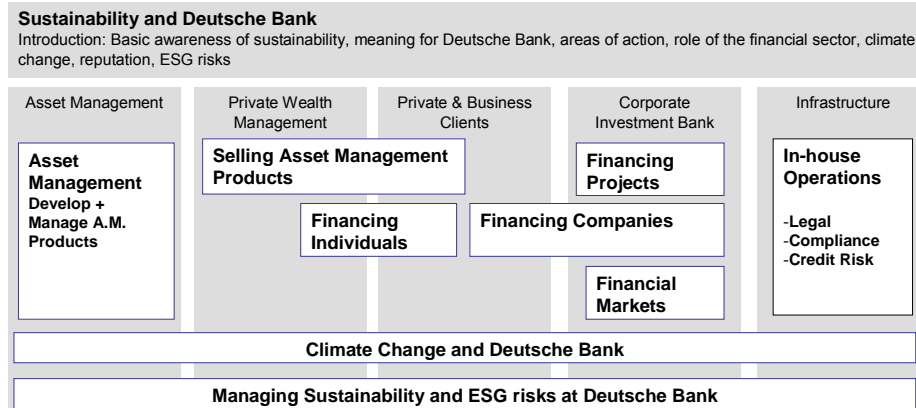 Sustainability and Deutsche Bank
Introduction: Basic awareness of sustainability, meaning for Deutsche Bank, areas of action, role of the financial sector, climate
change, reputation, ESG risks
Asset Management
Private Wealth
Management
Private & Business
Clients
Corporate
Investment Bank
Infrastructure
Asset
Management
Develop +
Manage A.M.
Products
Selling Asset Management
Products
Financing
Individuals
Financing
Projects
Financing Companies
Financial
Markets
In-house
Operations
-Legal
-Compliance
-Credit Risk
Climate Change and Deutsche Bank
Managing Sustainability and ESG risks at Deutsche Bank